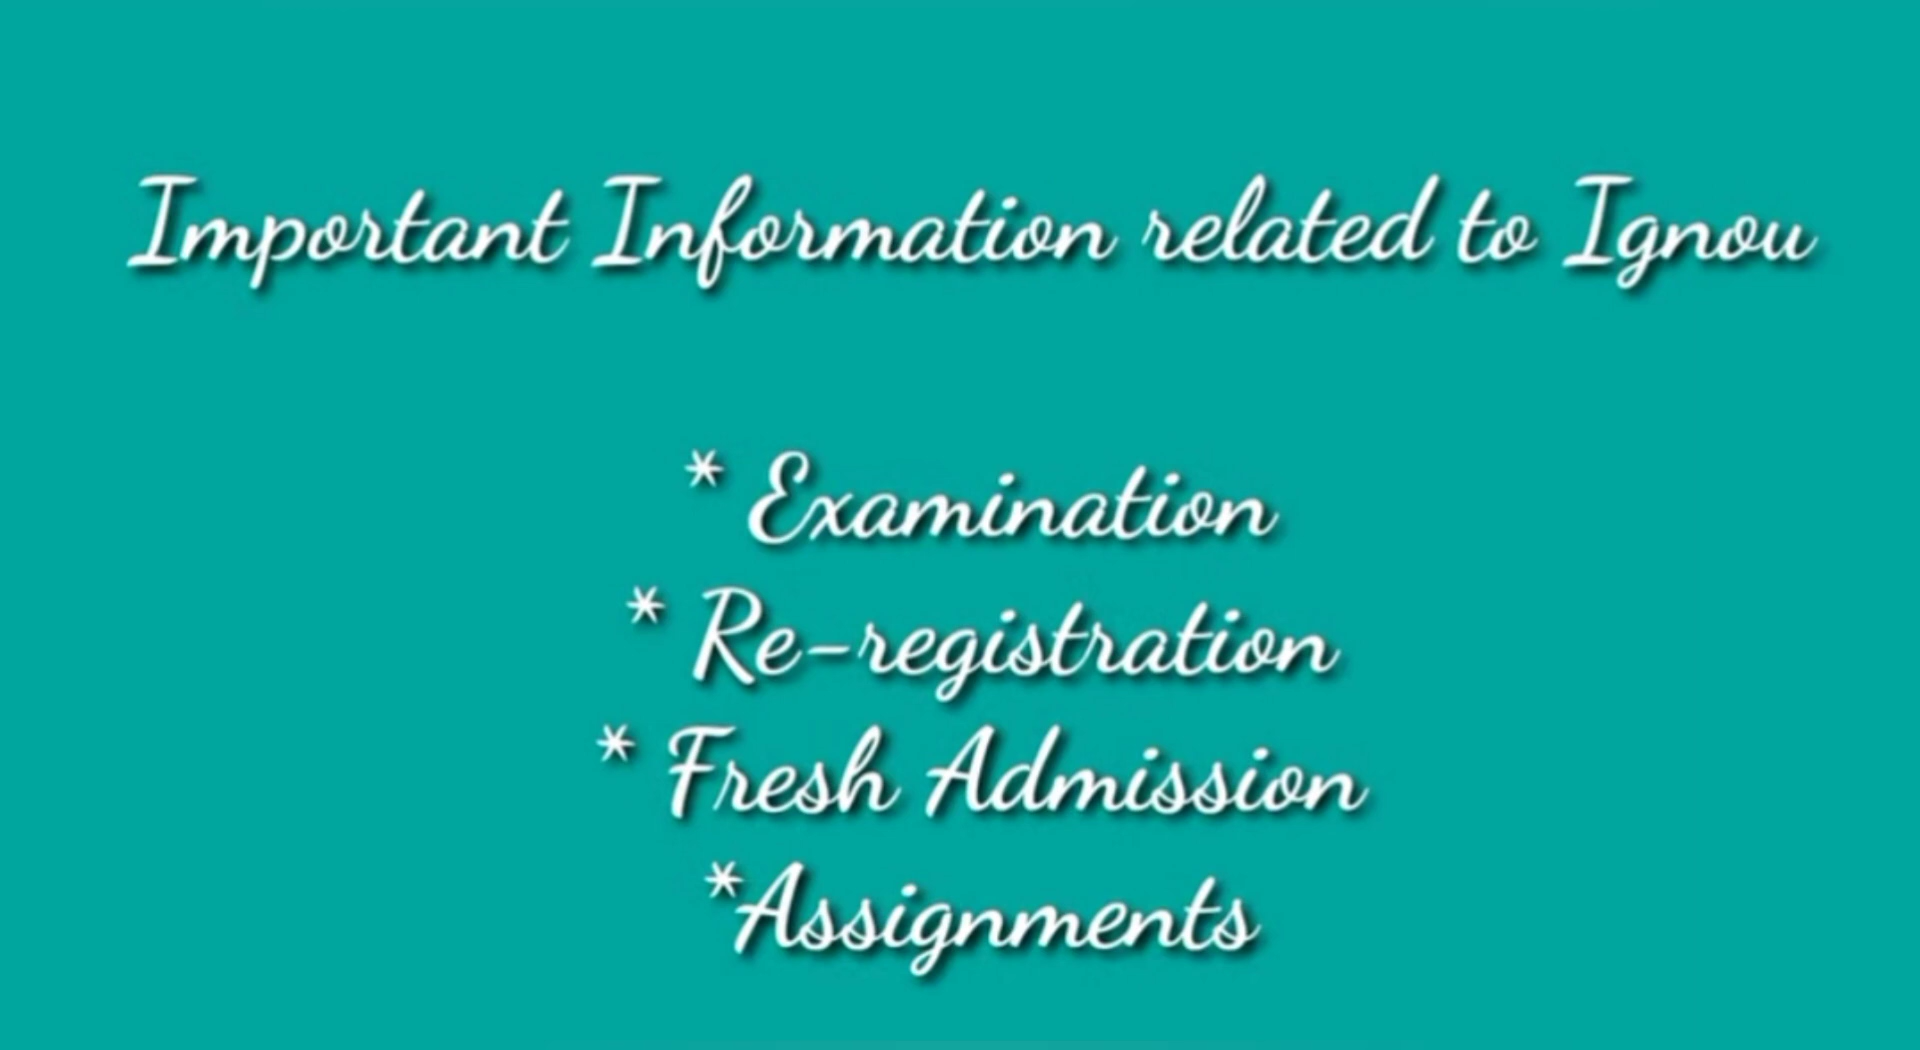 Important Information related to Ignou
* Examination
* Re-registration
* Fresh Admission
*Assignments